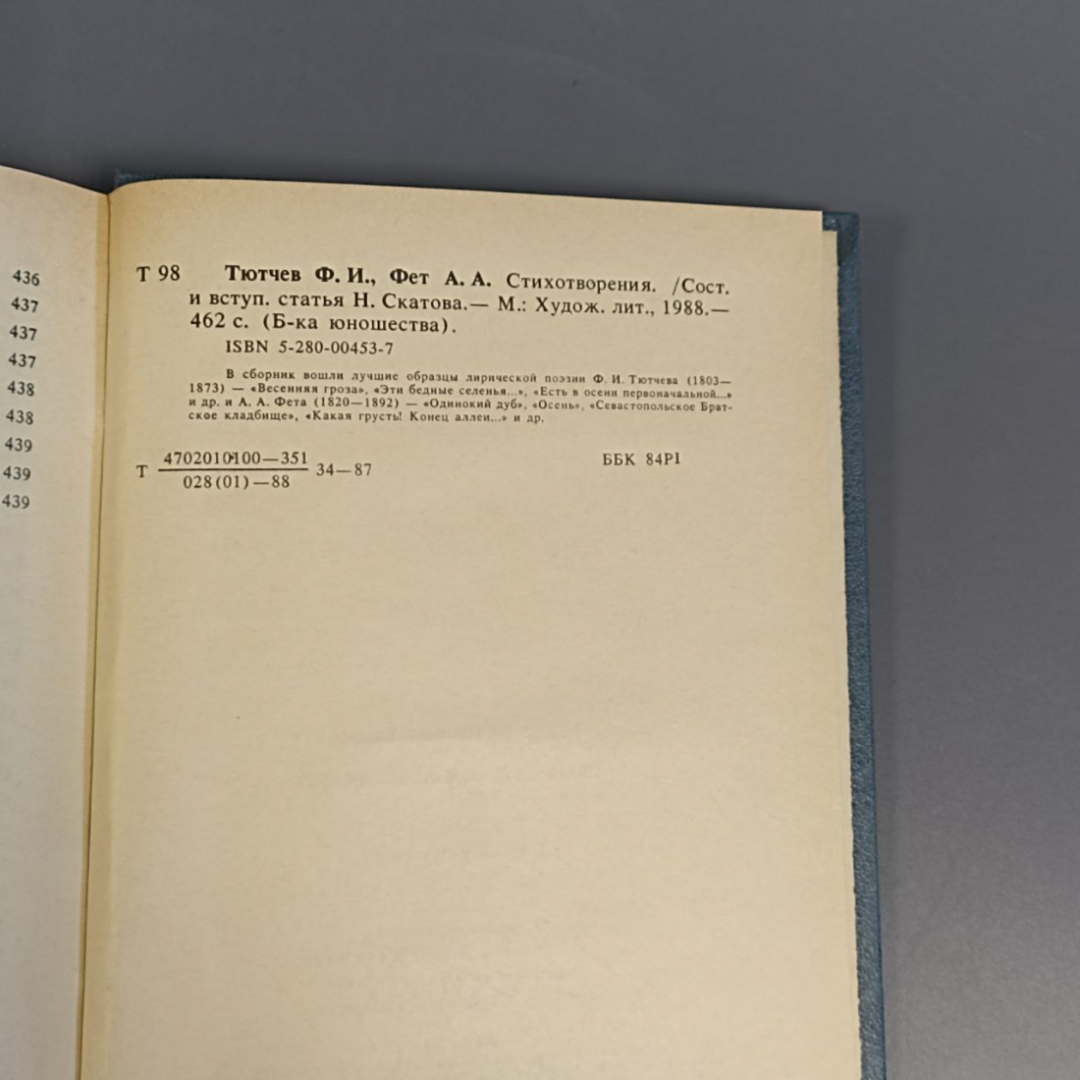 436
437
437
437
438
438
439
439
439
Т 98 Тютчев Ф. И., Фет А. А. Стихотворения. /Сост.
и вступ. статья Н. Скатова.— М.: Худож. лит., 1988.—
462 с. (Б-ка юношества).
ISBN 5-280-00453-7
В сборник вошли лучшие образцы лирической поэзии Ф. И. Тютчева (1803—
1873) — «Весенняя гроза», «Эти бедные селенья...», «Есть в осени первоначальной...»
и др. и А. А. Фета (1820—1892) — «Одинокий дуб», «Осень», «Севастопольское Брат-
ское кладбище», «Какая грусть! Конец аллеи...» и др.
Т 4702010100—351 34—87 ББК 84Р1
028(01)—88